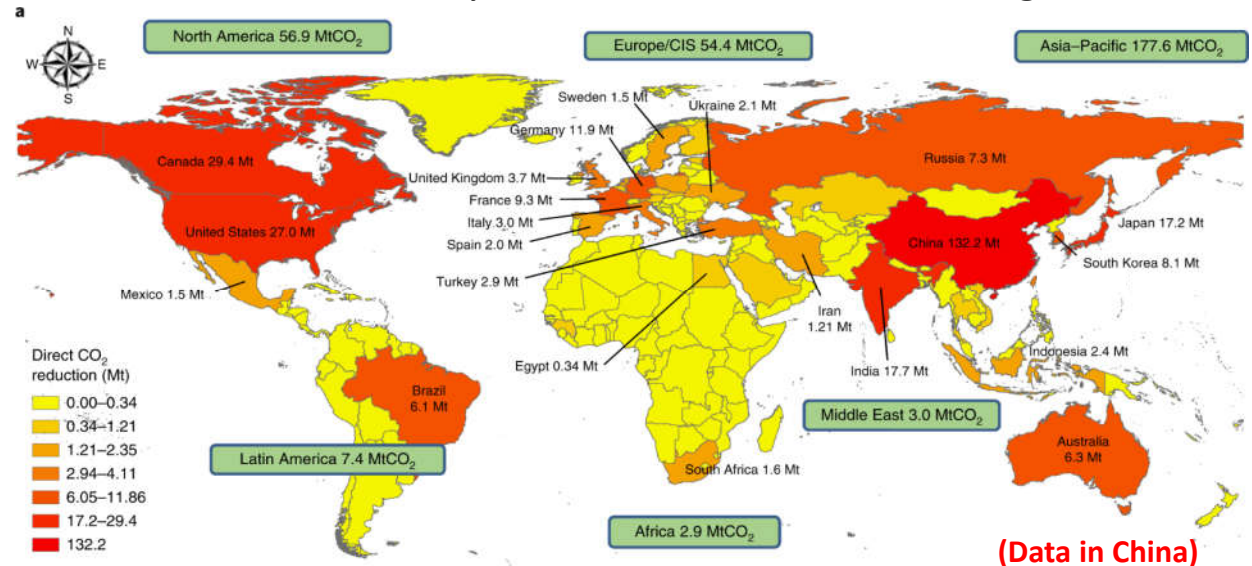 a
N
W E
S
North America 56.9 MtCO₂
Europe/CIS 54.4 MtCO₂
Asia–Pacific 177.6 MtCO₂
Sweden 1.5 Mt
Ukraine 2.1 Mt
Germany 11.9 Mt
Canada 29.4 Mt
Russia 7.3 Mt
United Kingdom 3.7 Mt
France 9.3 Mt
Italy 3.0 Mt
Japan 17.2 Mt
United States 27.0 Mt
Spain 2.0 Mt
China 132.2 Mt
South Korea 8.1 Mt
Turkey 2.9 Mt
Mexico 1.5 Mt
Iran
1.21 Mt
Egypt 0.34 Mt
Indonesia 2.4 Mt
India 17.7 Mt
Direct CO₂
reduction (Mt)
0.00–0.34
0.34–1.21
1.21–2.35
2.94–4.11
6.05–11.86
17.2–29.4
132.2
Brazil
6.1 Mt
Middle East 3.0 MtCO₂
Australia
6.3 Mt
Latin America 7.4 MtCO₂
South Africa 1.6 Mt
Africa 2.9 MtCO₂
(Data in China)